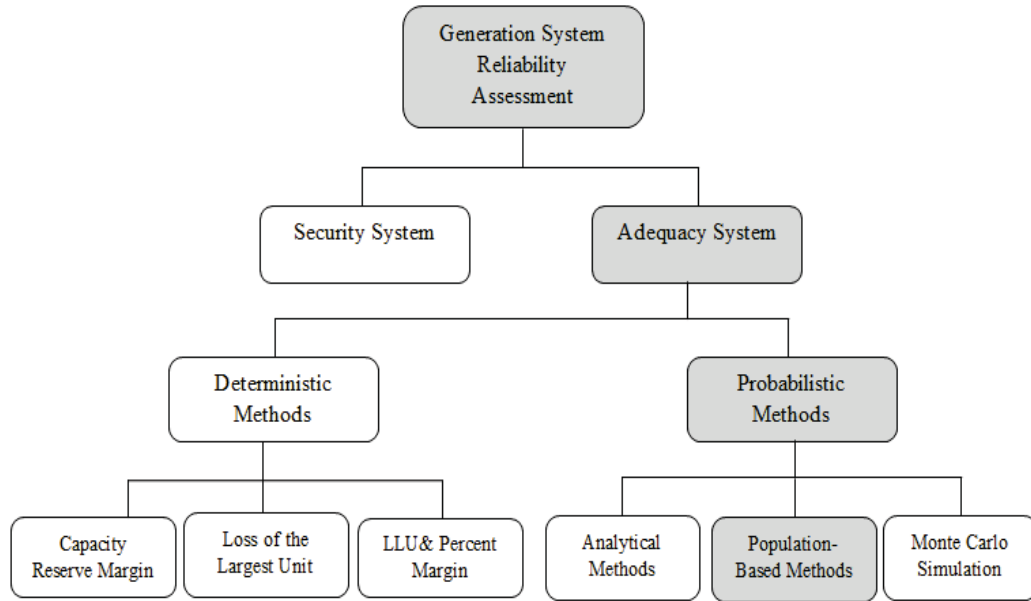 Generation System
Reliability
Assessment
Security System
Adequacy System
Deterministic
Methods
Probabilistic
Methods
Capacity
Reserve Margin
Loss of the
Largest Unit
LLU& Percent
Margin
Analytical
Methods
Population-
Based Methods
Monte Carlo
Simulation